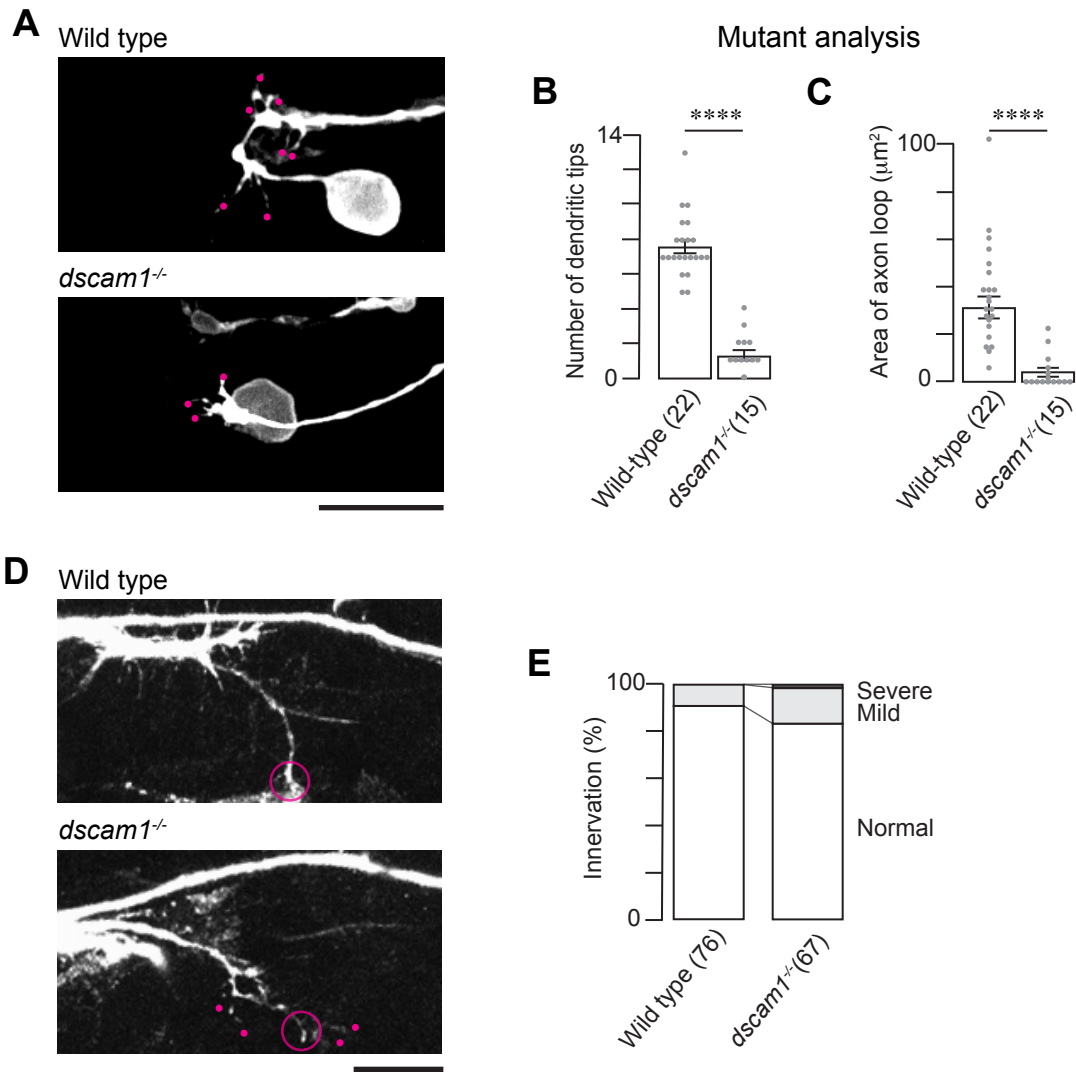 A
Wild type
dscam1-/-
Mutant analysis
B
****
14
0
Number of dendritic tips
Wild-type (22)
dscam1-/-(15)
C
****
100
0
Area of axon loop (μm2)
Wild-type (22)
dscam1-/-(15)
D
Wild type
dscam1-/-
E
100
0
Innervation (%)
Severe
Mild
Normal
Wild type (76)
dscam1-/-(67)